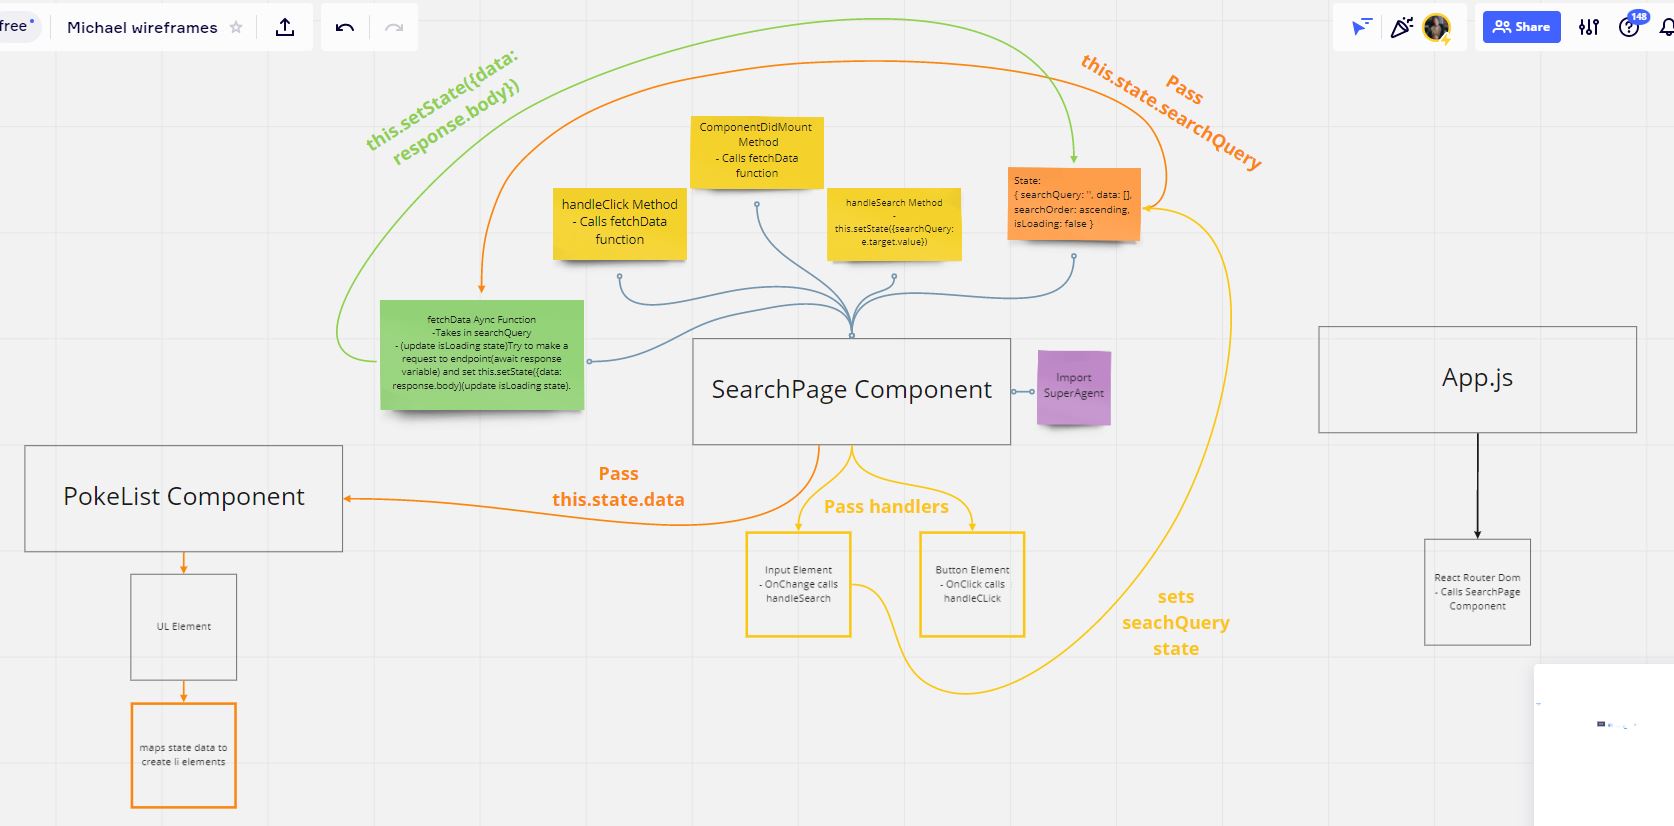 free
Michael wireframes
Share
148
this.setState({data:
response.body})
Pass
this.state.searchQuery
ComponentDidMount
Method
- Calls fetchData
function
handleClick Method
- Calls fetchData
function
handleSearch Method
-
this.setState({searchQuery:
e.target.value})
State:
{ searchQuery: '', data: [],
searchOrder: ascending,
isLoading: false }
fetchData Aync Function
-Takes in searchQuery
- (update isLoading state)Try to make a
request to endpoint(await response
variable) and set this.setState({data:
response.body)(update isLoading state).
SearchPage Component
Import
SuperAgent
App.js
PokeList Component
Pass
this.state.data
Pass handlers
Input Element
- OnChange calls
handleSearch
Button Element
- OnClick calls
handleCLick
sets
seachQuery
state
React Router Dom
- Calls SearchPage
Component
UL Element
maps state data to
create li elements